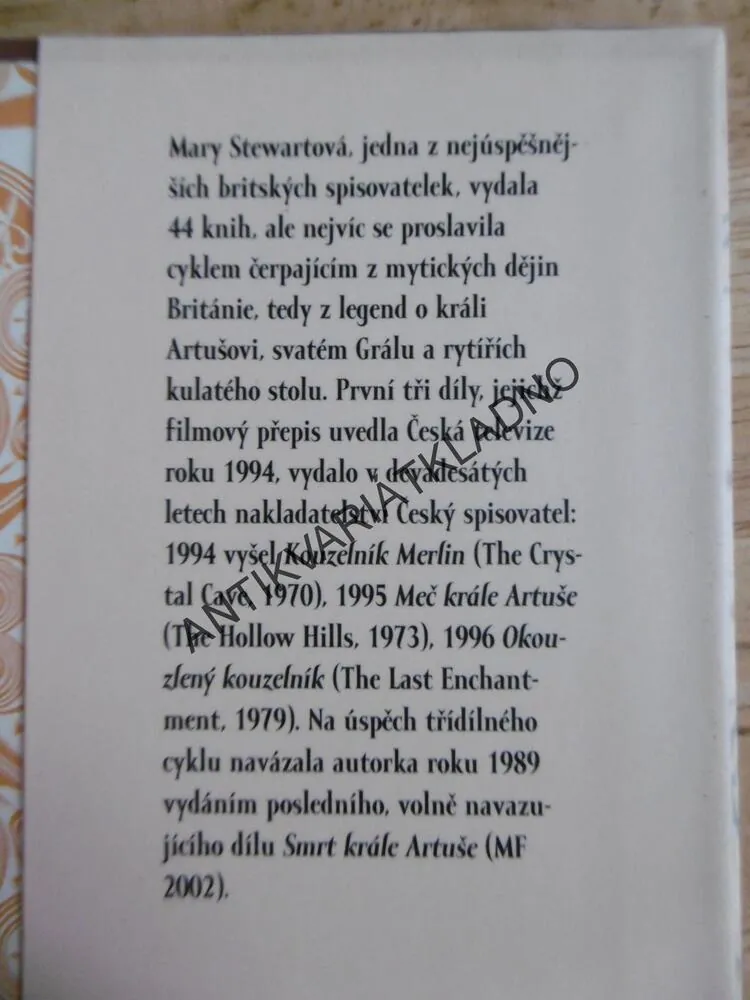 Mary Stewartová, jedna z nejúspěšněj-
ších britských spisovatelek, vydala
44 knih, ale nejvíc se proslavila
cyklem čerpajícím z mytických dějin
Británie, tedy z legend o králi
Artušovi, svatém Grálu a rytířích
kulatého stolu. První tři díly, jejichž
filmový přepis uvedla Česká televize
roku 1994, vydalo v devadesátých
letech nakladatelství Český spisovatel:
1994 vyšel Kouzelník Merlin (The Crys-
tal Cave, 1970), 1995 Meč krále Artuše
(The Hollow Hills, 1973), 1996 Okou-
zlený kouzelník (The Last Enchant-
ment, 1979). Na úspěch třídílného
cyklu navázala autorka roku 1989
vydáním posledního, volně navazu-
jícího dílu Smrt krále Artuše (MF
2002).
ANTIKVARIATKLADNO